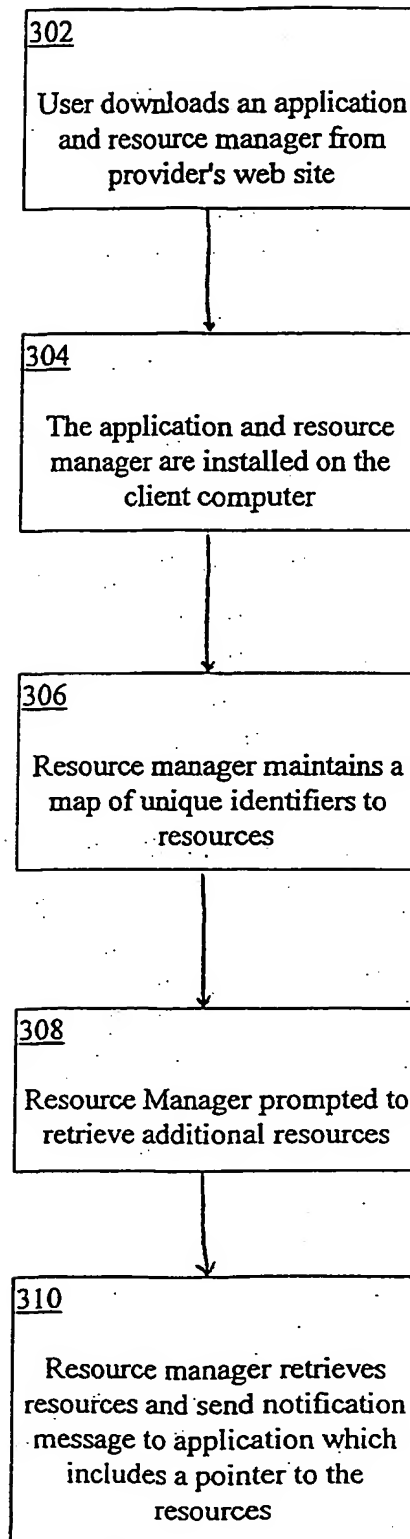 302
User downloads an application
and resource manager from
provider's web site
304
The application and resource
manager are installed on the
client computer
306
Resource manager maintains a
map of unique identifiers to
resources
308
Resource Manager prompted to
retrieve additional resources
310
Resource manager retrieves
resources and send notification
message to application which
includes a pointer to the
resources